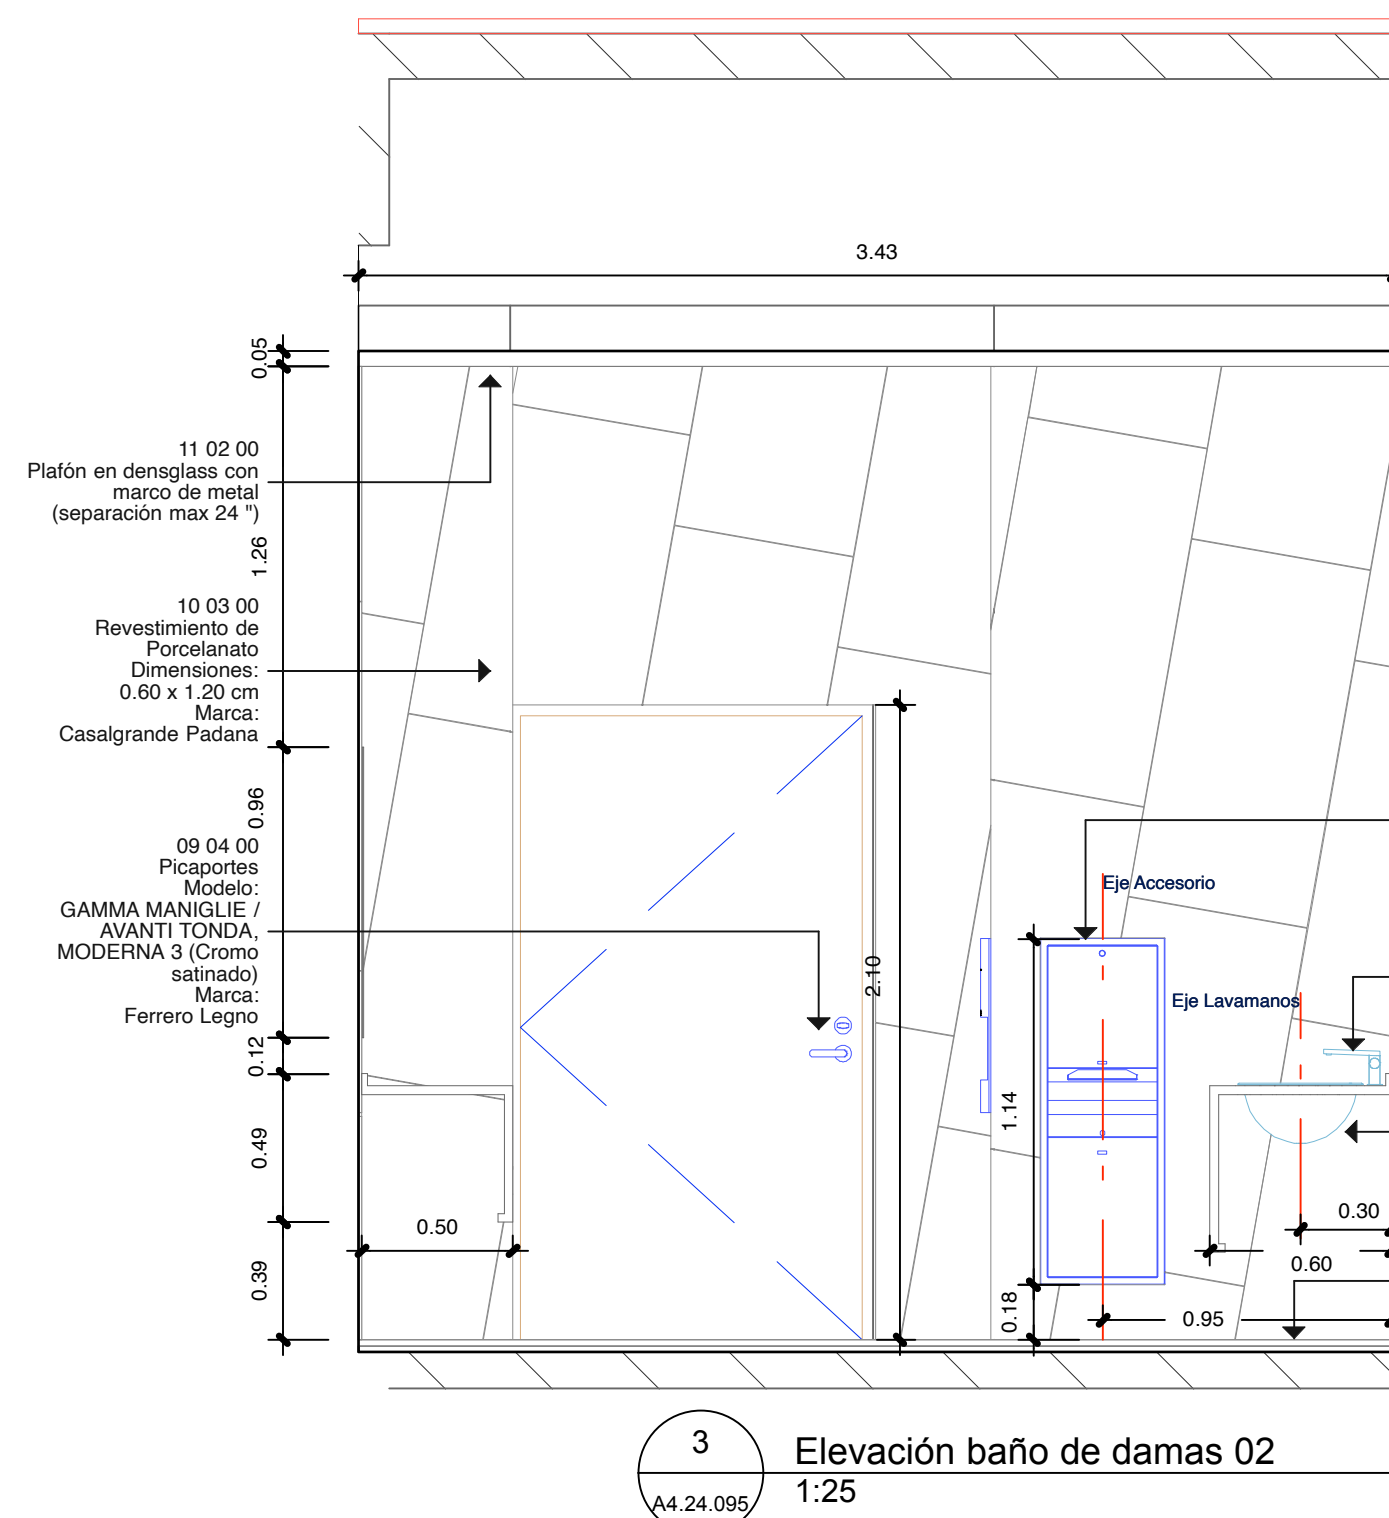 3.43
0.05
11 02 00
Plafón en densglass con
marco de metal
(separación max 24 ")
1.26
10 03 00
Revestimiento de
Porcelanato
Dimensiones:
0.60 x 1.20 cm
Marca:
Casalgrande Padana
0.96
09 04 00
Picaportes
Modelo:
GAMMA MANIGLIE /
AVANTI TONDA,
MODERNA 3 (Cromo
satinado)
Marca:
Ferrero Legno
0.12
0.49
0.39
0.50
2.10
Eje Accesorio
Eje Lavamanos
1.14
0.18
0.30
0.60
0.95
3
A4.24.095
Elevación baño de damas 02
1:25